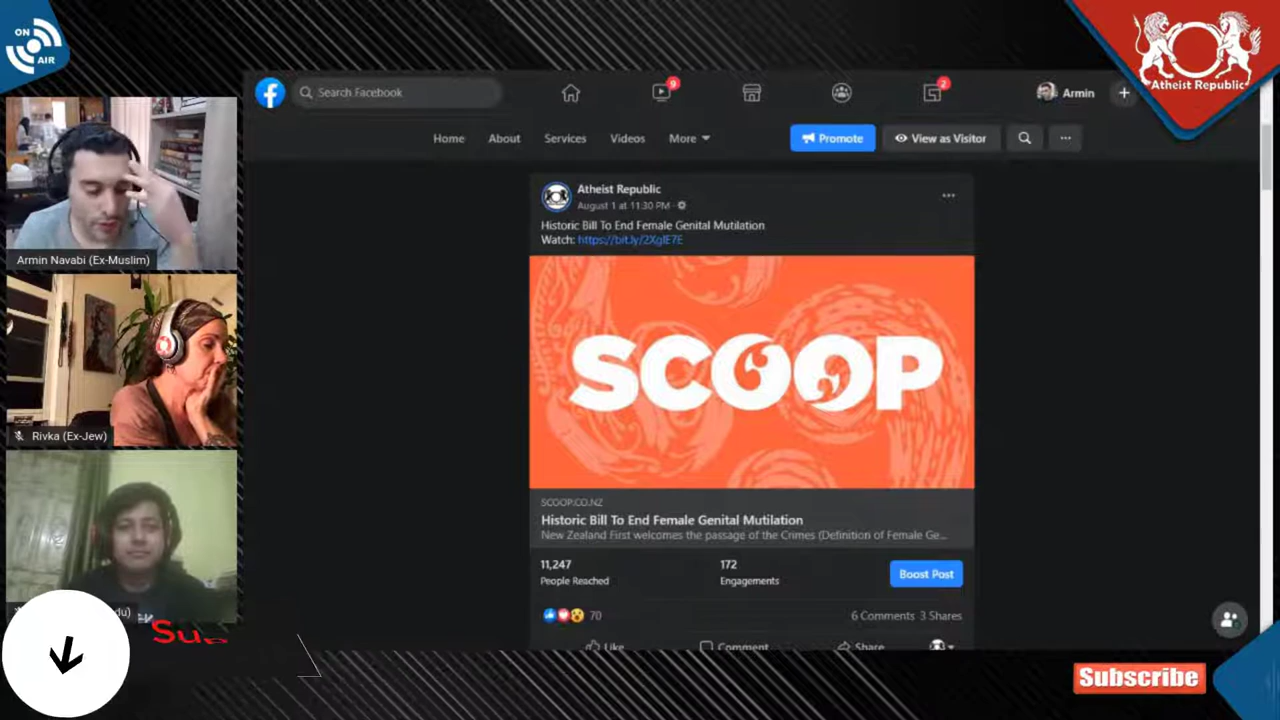 ON
AIR
Search Facebook
9
2
Armin
Atheist Republic
Home About Services Videos More
Promote
View as Visitor
Atheist Republic
August 1 at 11:30 PM
Historic Bill To End Female Genital Mutilation
Watch: https://bit.ly/2XglE7E
SCOOP
SCOOP.CO.NZ
Historic Bill To End Female Genital Mutilation
New Zealand First welcomes the passage of the Crimes (Definition of Female Ge...
11,247
People Reached
172
Engagements
Boost Post
70
6 Comments 3 Shares
Like
Comment
Share
Armin Navabi (Ex-Muslim)
Rivka (Ex-Jew)
Subscribe